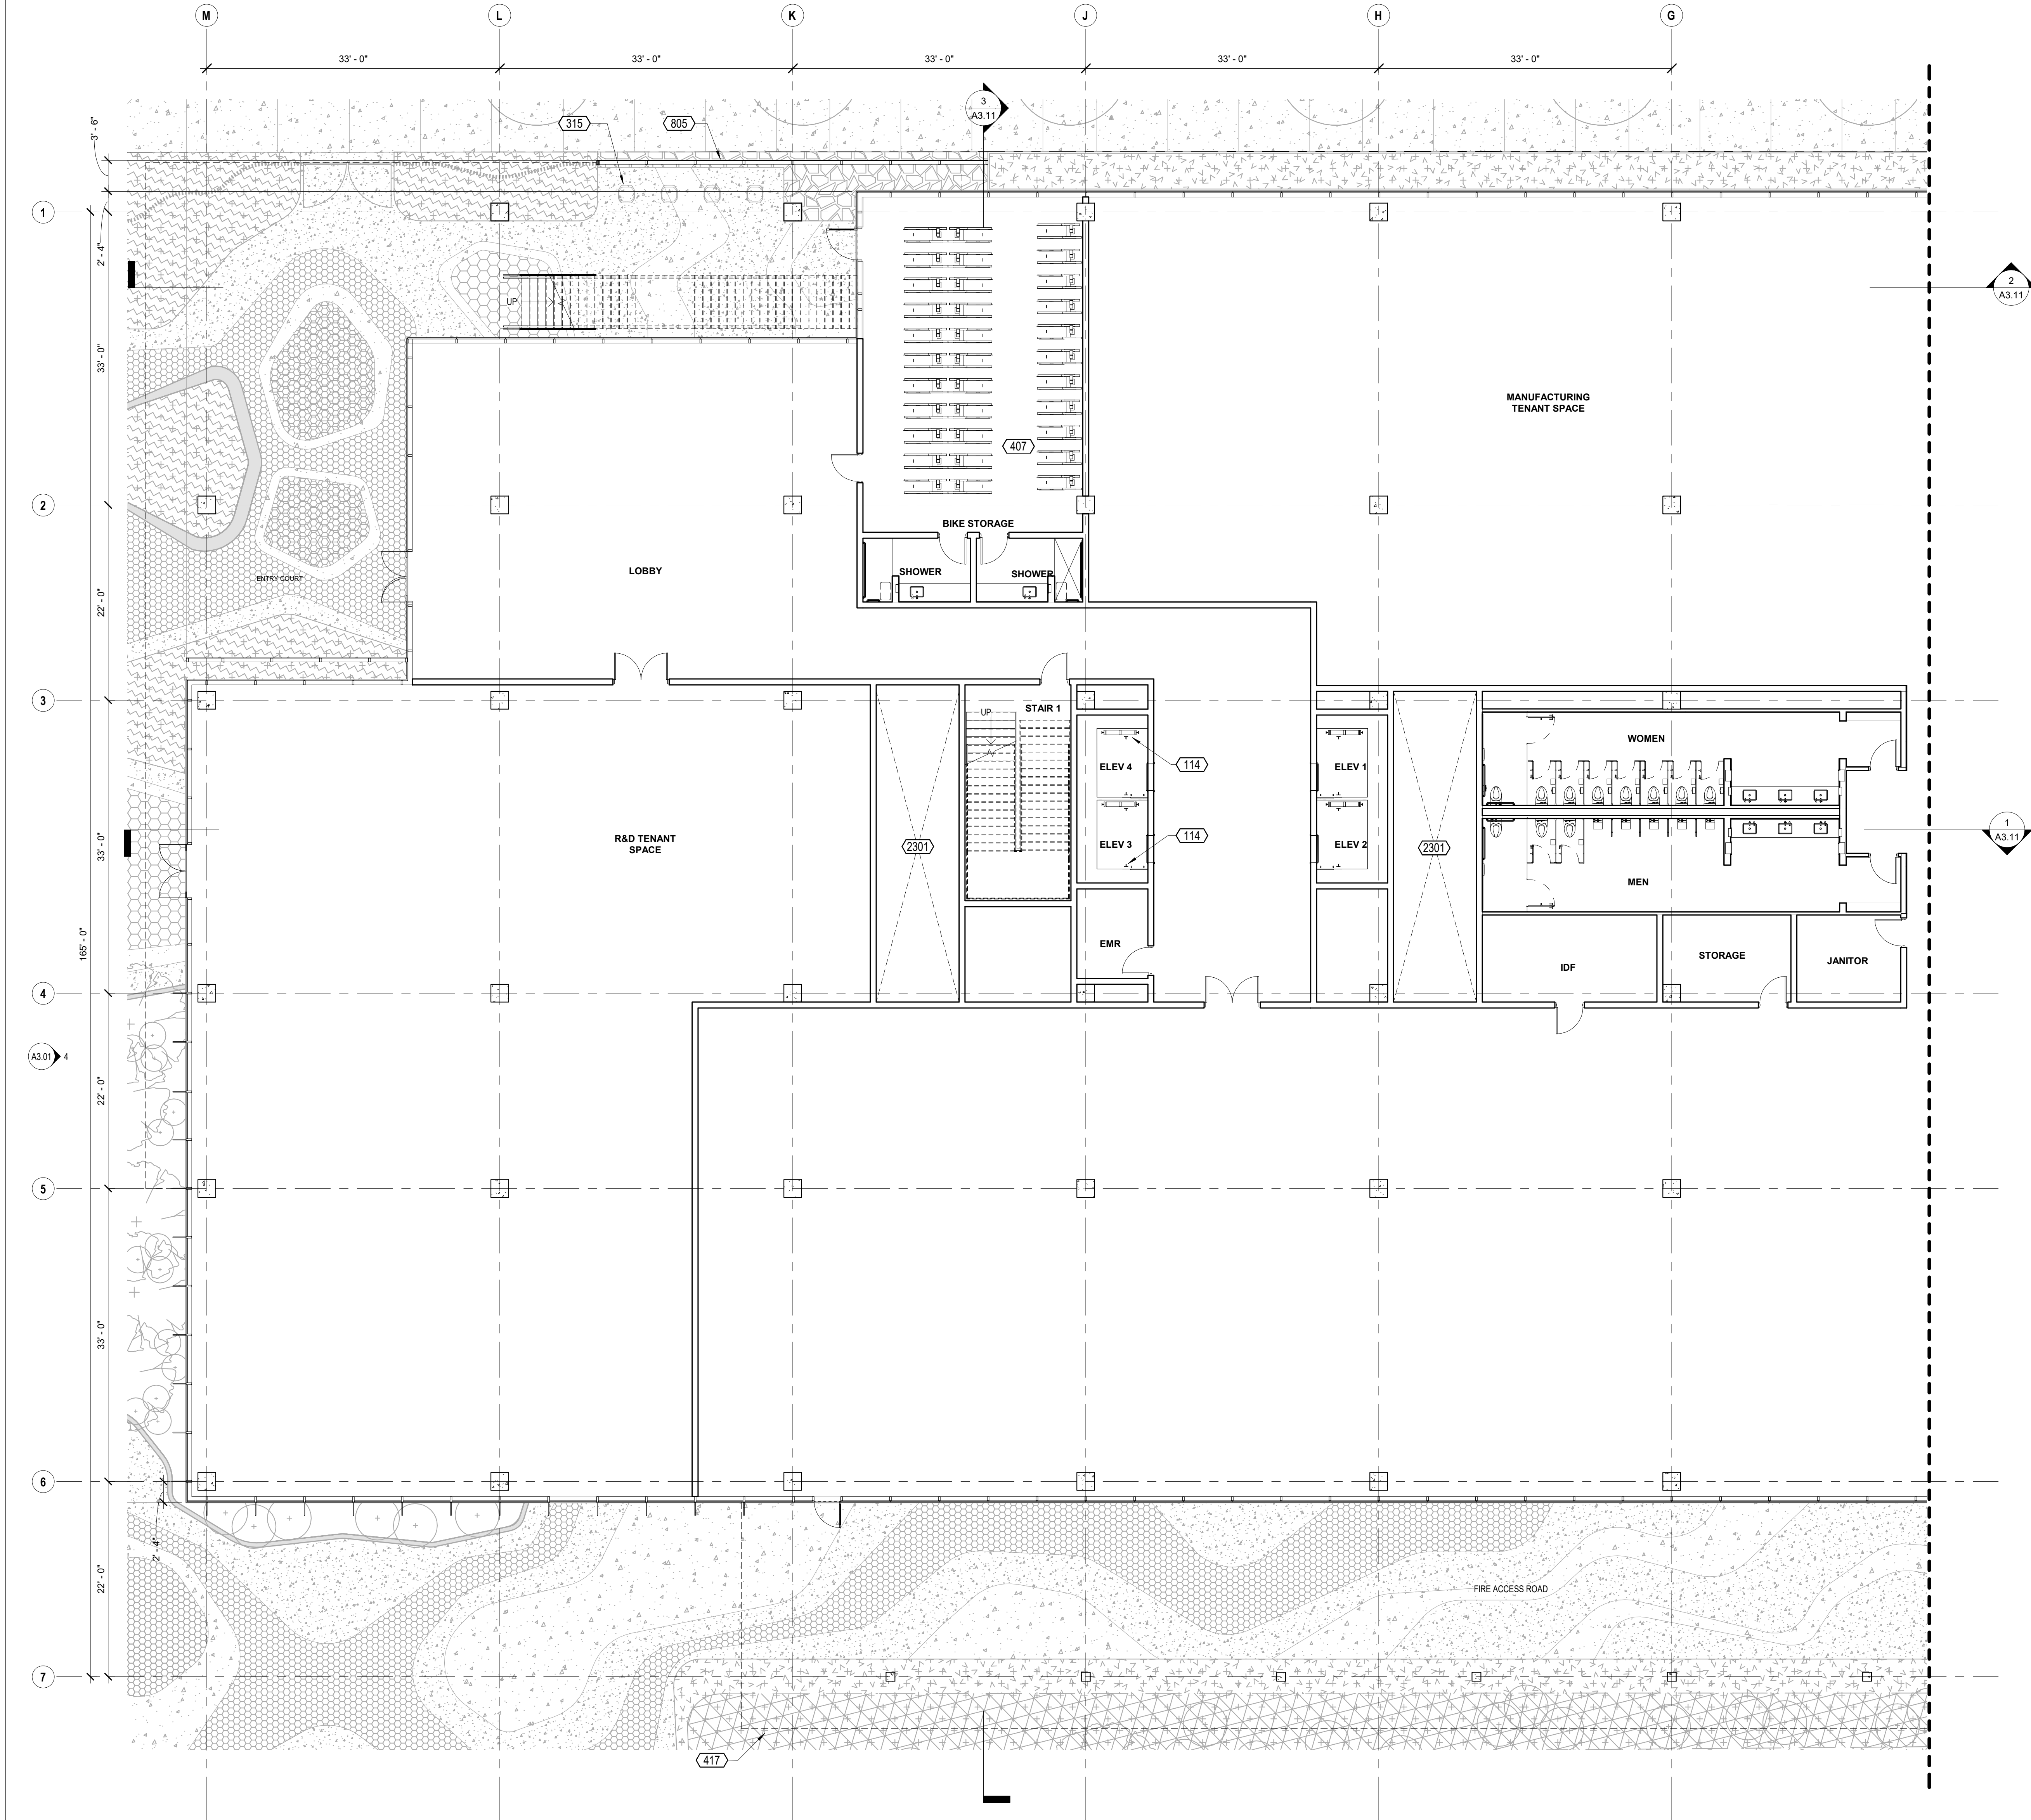 M
L
K
J
H
G
33' - 0"
33' - 0"
33' - 0"
33' - 0"
33' - 0"
3
A3.11
3' - 6"
315
805
1
2' - 4"
UP
2
A3.11
33' - 0"
MANUFACTURING
TENANT SPACE
407
2
BIKE STORAGE
LOBBY
SHOWER
SHOWER
ENTRY COURT
22' - 0"
3
UP
STAIR 1
WOMEN
ELEV 4
114
ELEV 1
R&D TENANT
SPACE
33' - 0"
2301
ELEV 3
114
ELEV 2
2301
1
A3.11
MEN
165' - 0"
EMR
IDF
STORAGE
JANITOR
4
A3.01
4
22' - 0"
5
33' - 0"
6
2' - 4"
22' - 0"
FIRE ACCESS ROAD
7
417